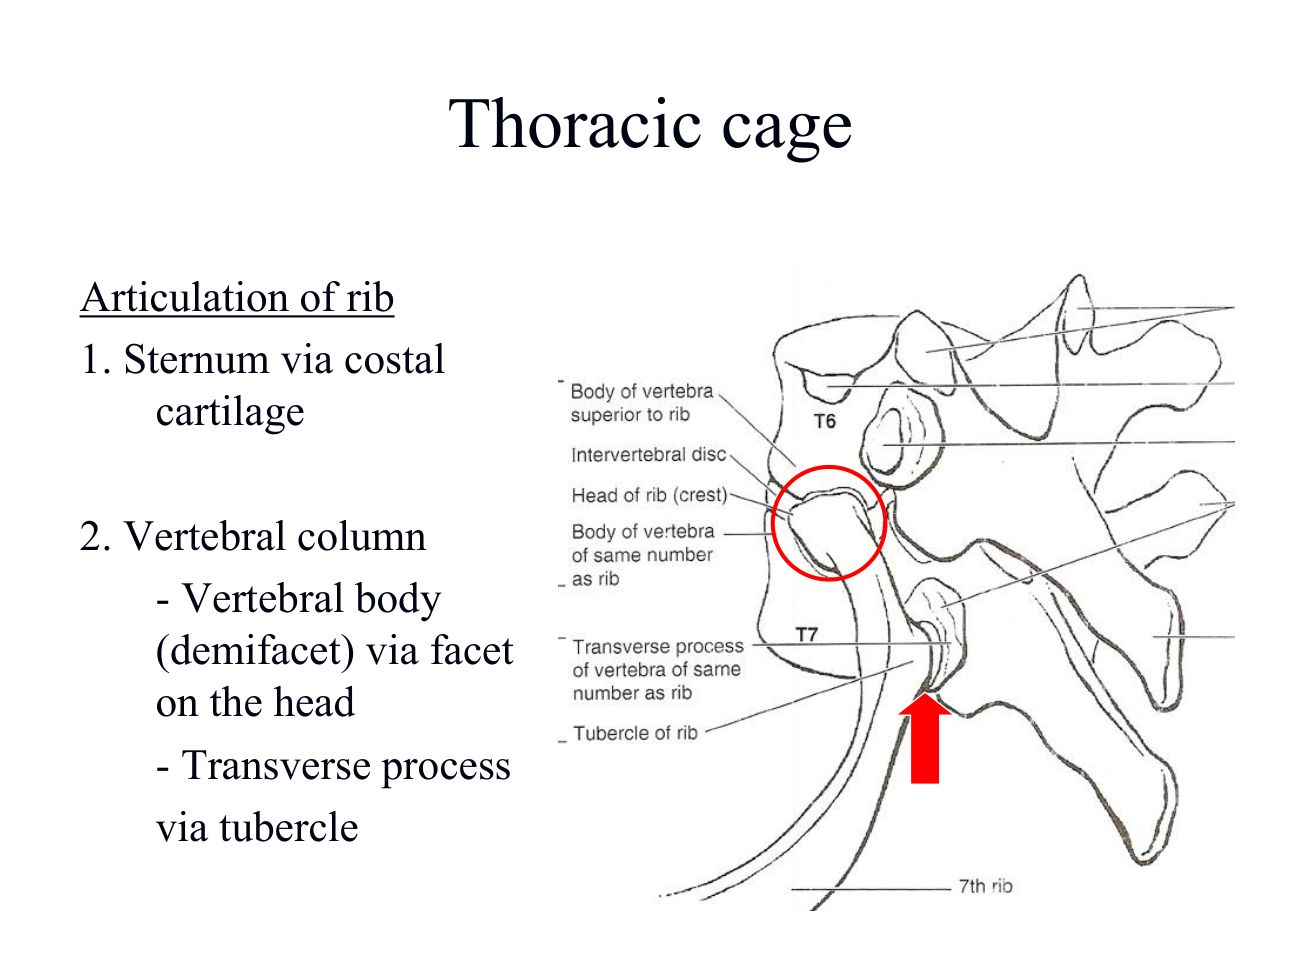 Thoracic cage
Articulation of rib
1. Sternum via costal
cartilage
2. Vertebral column
- Vertebral body
(demifacet) via facet
on the head
- Transverse process
via tubercle
Body of vertebra
superior to rib
Intervertebral disc
Head of rib (crest)
Body of vertebra
of same number
as rib
Transverse process
of vertebra of same
number as rib
Tubercle of rib
T6
T7
7th rib